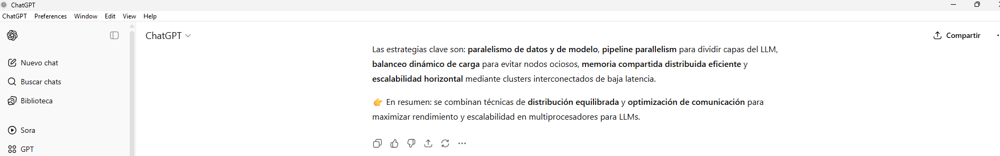 ChatGPT
ChatGPT Preferences Window Edit View Help
ChatGPT
Compartir
Nuevo chat
Buscar chats
Biblioteca
Sora
GPT
Las estrategias clave son: paralelismo de datos y de modelo, pipeline parallelism para dividir capas del LLM,
balanceo dinámico de carga para evitar nodos ociosos, memoria compartida distribuida eficiente y
escalabilidad horizontal mediante clusters interconectados de baja latencia.
👉 En resumen: se combinan técnicas de distribución equilibrada y optimización de comunicación para
maximizar rendimiento y escalabilidad en multiprocesadores para LLMs.